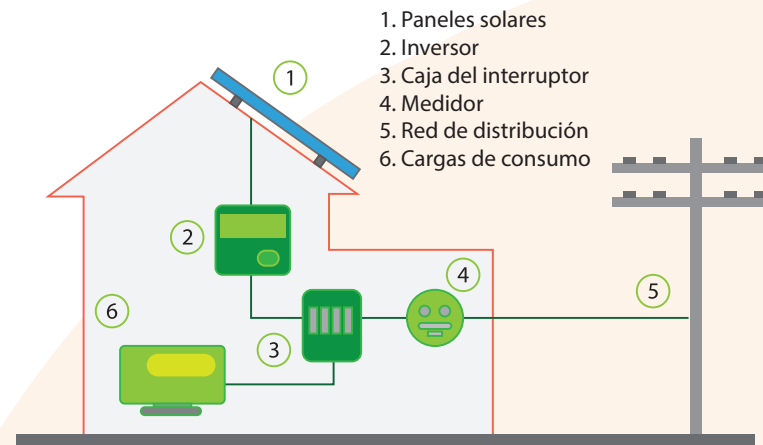 1. Paneles solares
2. Inversor
3. Caja del interruptor
4. Medidor
5. Red de distribución
6. Cargas de consumo
1
2
4
5
6
3